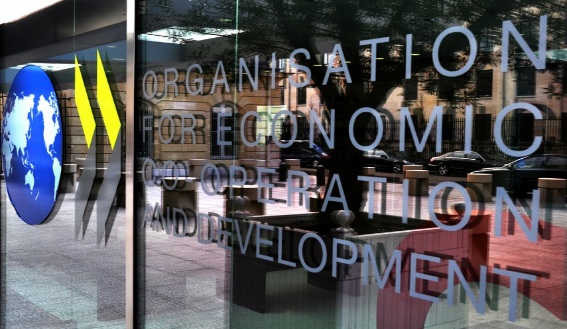 ORGANISATION
FOR ECONOMIC
CO-OPERATION
AND DEVELOPMENT